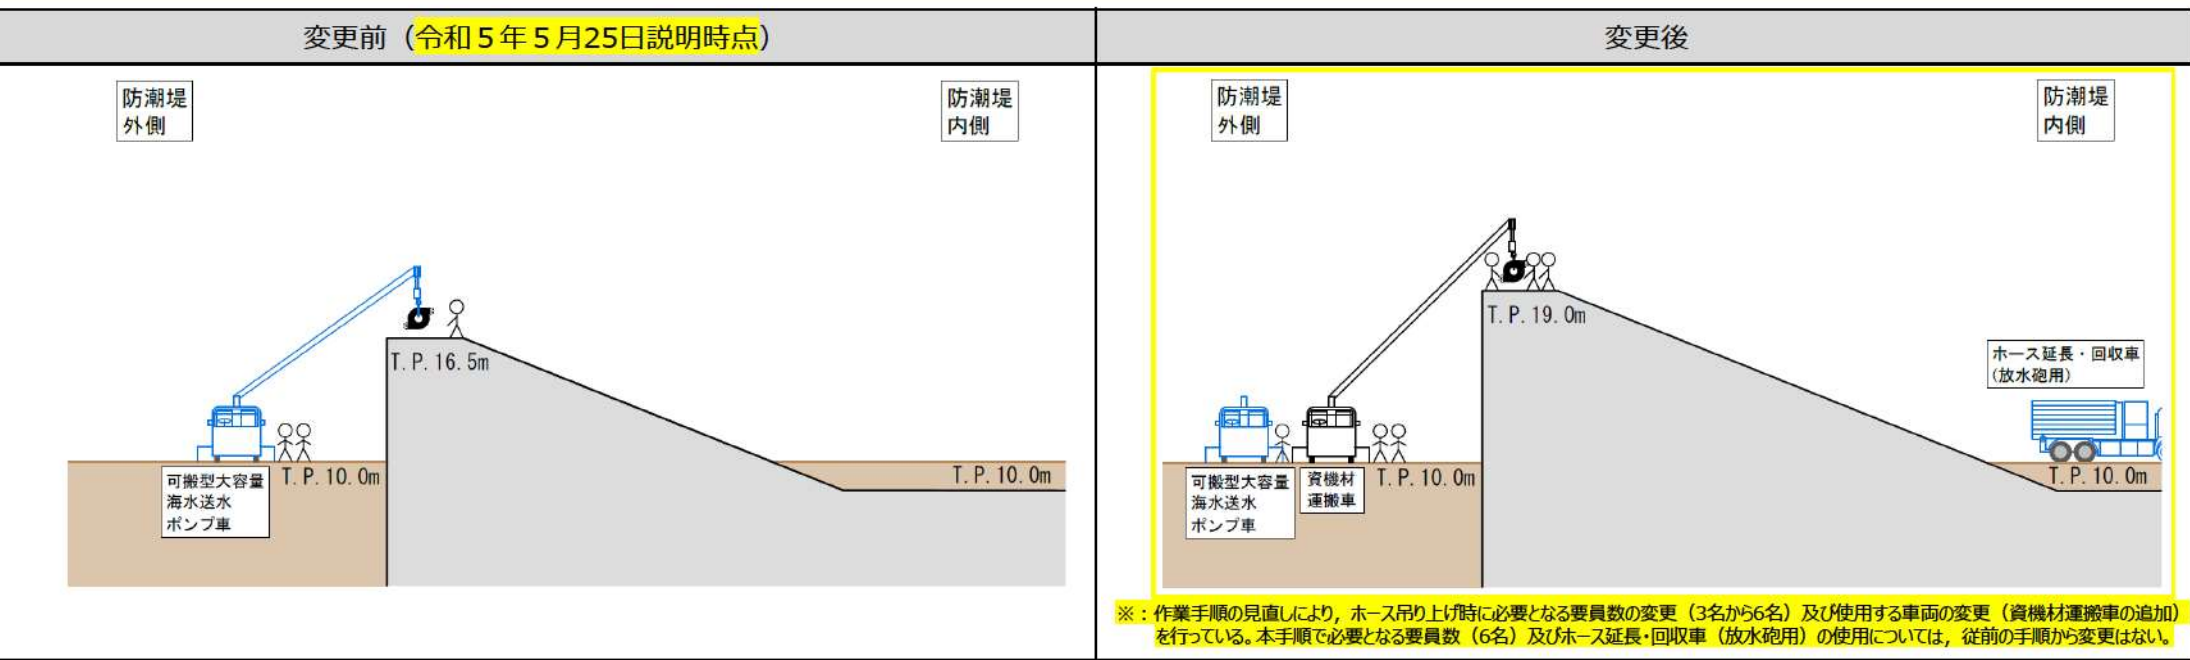 変更前（令和５年５月25日説明時点）
防潮堤
外側
防潮堤
内側
T.P.16.5m
可搬型大容量
海水送水
ポンプ車
T.P.10.0m
T.P.10.0m
変更後
防潮堤
外側
防潮堤
内側
T.P.19.0m
ホース延長・回収車
(放水砲用)
可搬型大容量
海水送水
ポンプ車
資機材
運搬車
T.P.10.0m
T.P.10.0m
※：作業手順の見直しにより，ホース吊り上げ時に必要となる要員数の変更（3名から6名）及び使用する車両の変更（資機材運搬車の追加）
を行っている。本手順で必要となる要員数（6名）及びホース延長・回収車（放水砲用）の使用については，従前の手順から変更はない。